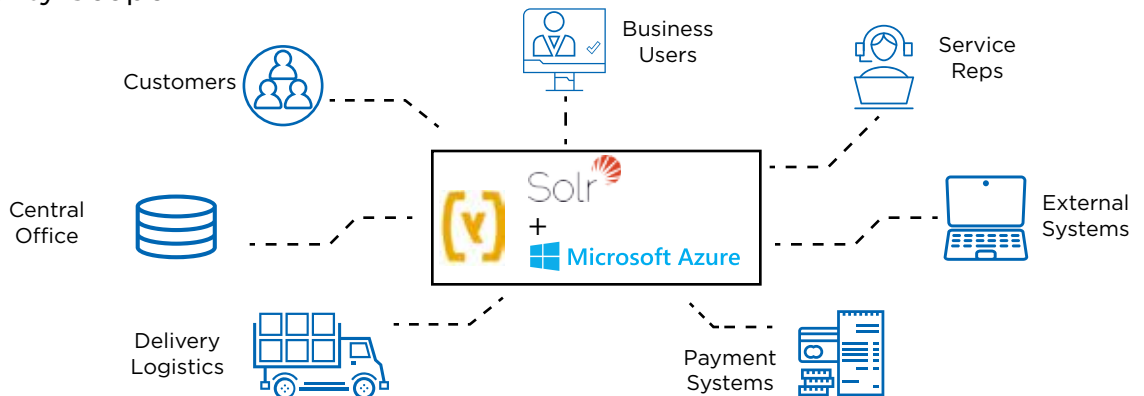 Business
Users
Service
Reps
Customers
Solr
+
Microsoft Azure
Central
Office
External
Systems
Delivery
Logistics
Payment
Systems